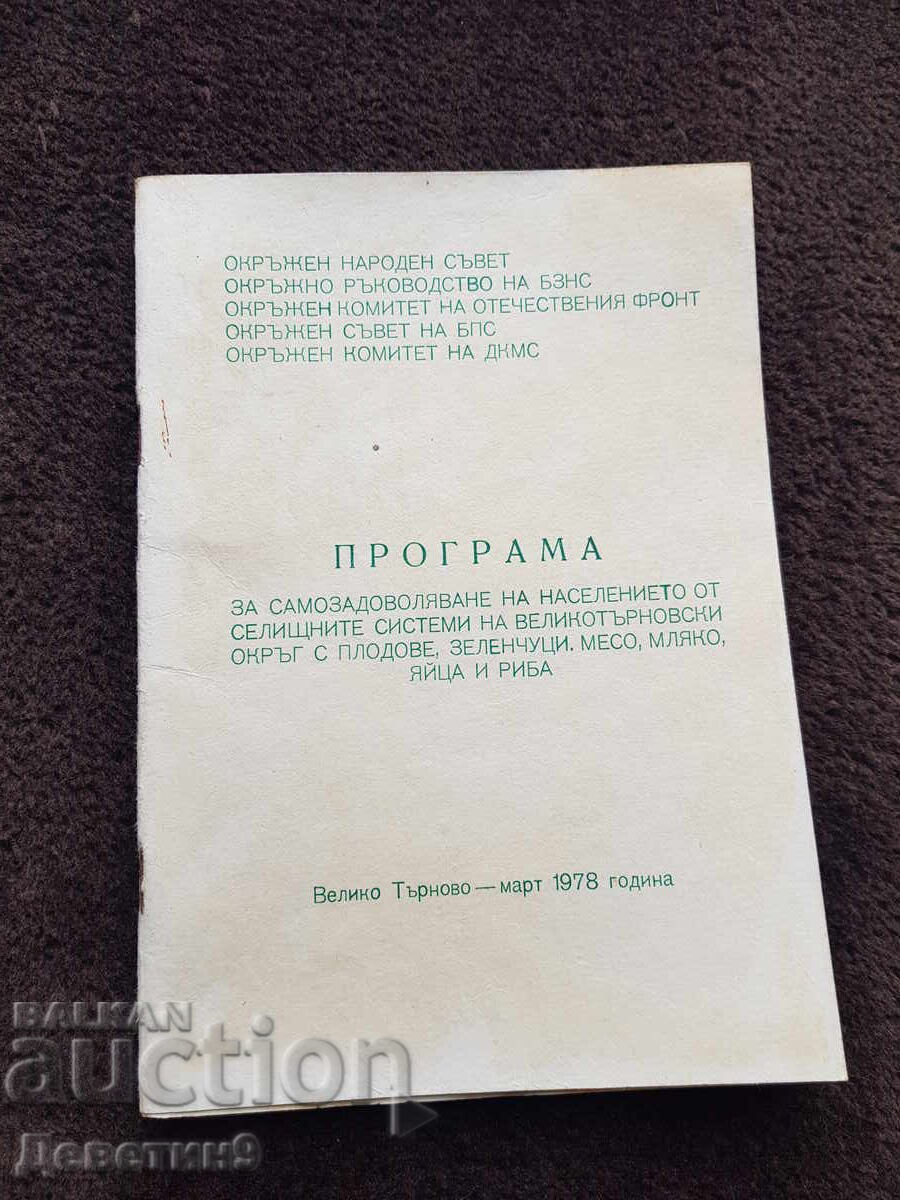 ОКРЪЖЕН НАРОДЕН СЪВЕТ
ОКРЪЖНО РЪКОВОДСТВО НА БЗНС
ОКРЪЖЕН КОМИТЕТ НА ОТЕЧЕСТВЕНИЯ ФРОНТ
ОКРЪЖЕН СЪВЕТ НА БПС
ОКРЪЖЕН КОМИТЕТ НА ДКМС
ПРОГРАМА
ЗА САМОЗАДОВОЛЯВАНЕ НА НАСЕЛЕНИЕТО ОТ
СЕЛИЩНИТЕ СИСТЕМИ НА ВЕЛИКОТЪРНОВСКИ
ОКРЪГ С ПЛОДОВЕ, ЗЕЛЕНЧУЦИ. МЕСО, МЛЯКО,
ЯЙЦА И РИБА
Велико Търново — март 1978 година
BALKAN
auction
Деветин9